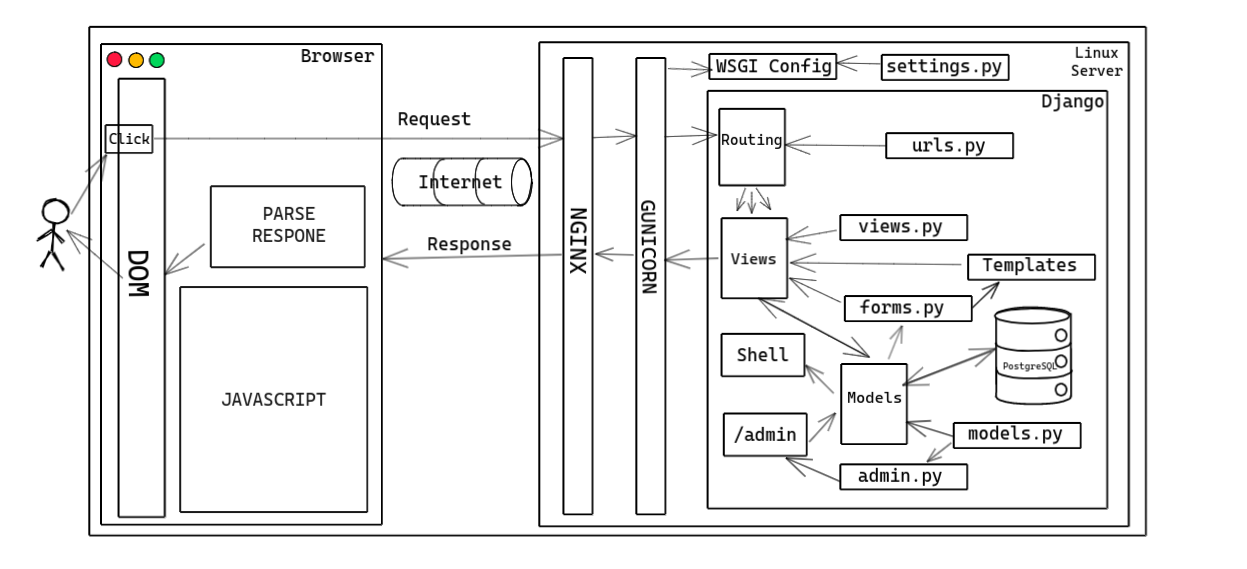 Browser
Click
DOM
PARSE
RESPONE
JAVASCRIPT
Request
Internet
Response
Linux
Server
NGINX
GUNICORN
WSGI Config
settings.py
Django
Routing
urls.py
Views
views.py
Templates
forms.py
Shell
PostgreSQL
Models
/admin
models.py
admin.py